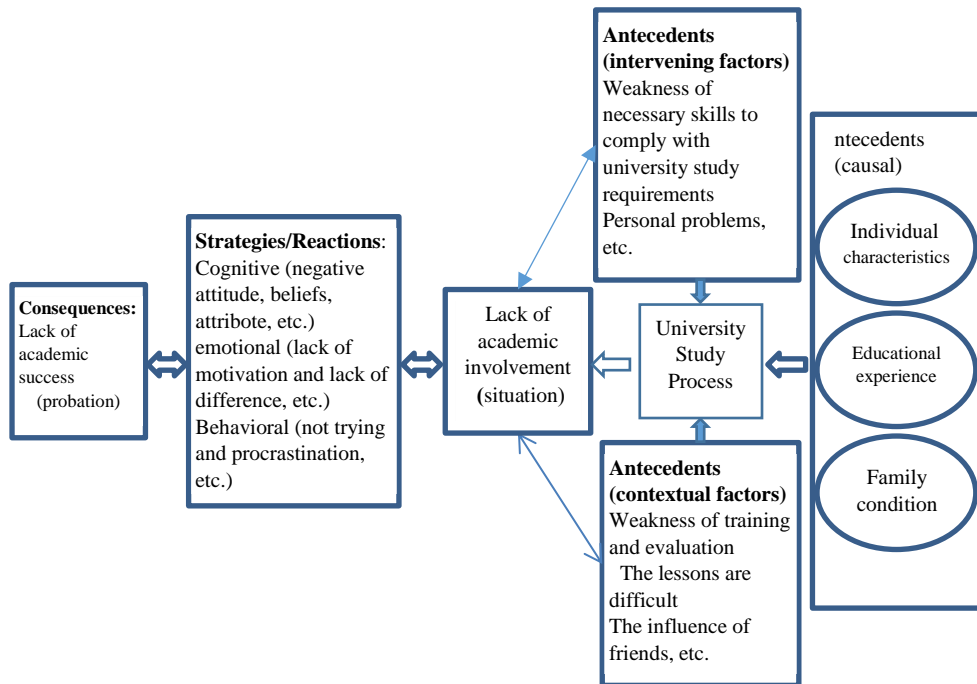 Consequences:
Lack of
academic
success
(probation)
Strategies/Reactions:
Cognitive (negative
attitude, beliefs,
attribote, etc.)
emotional (lack of
motivation and lack of
difference, etc.)
Behavioral (not trying
and procrastination,
etc.)
Lack of
academic
involvement
(situation)
Antecedents
(intervening factors)
Weakness of
necessary skills to
comply with
university study
requirements
Personal problems,
etc.
University
Study
Process
Antecedents
(contextual factors)
Weakness of training
and evaluation
The lessons are
difficult
The influence of
friends, etc.
ntecedents
(causal)
Individual
characteristics
Educational
experience
Family
condition